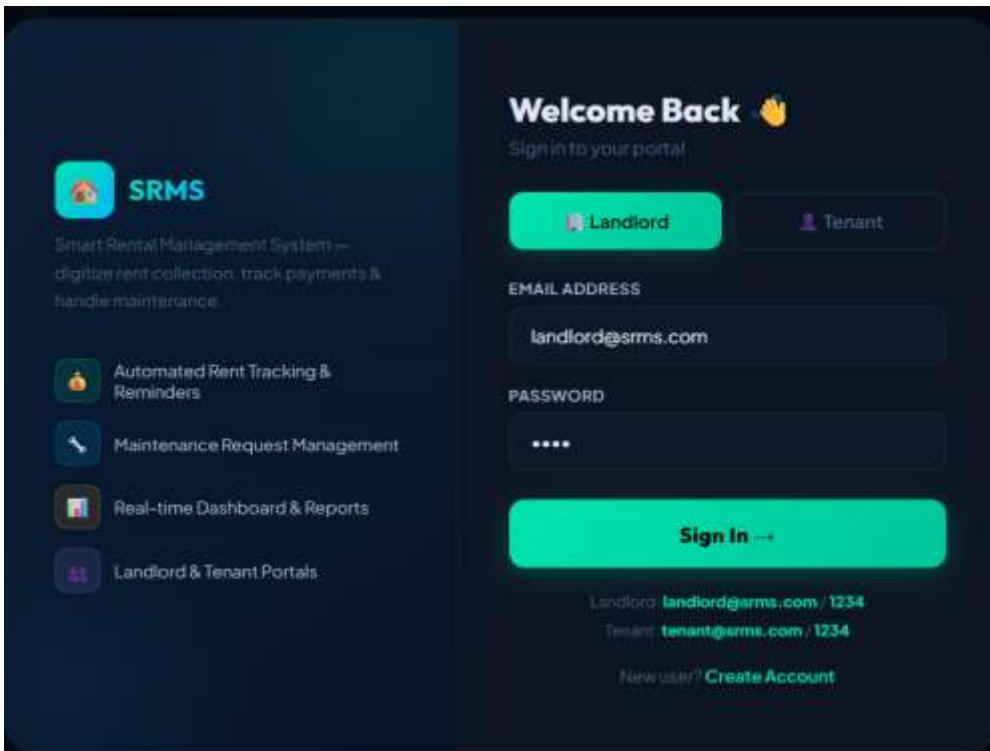 SRMS
Smart Rental Management System —
digitize rent collection, track payments &
handle maintenance.
Automated Rent Tracking &
Reminders
Maintenance Request Management
Real-time Dashboard & Reports
Landlord & Tenant Portals
Welcome Back 👋
Sign in to your portal
Landlord
Tenant
EMAIL ADDRESS
landlord@srms.com
PASSWORD
••••
Sign In →
Landlord: landlord@srms.com / 1234
Tenant: tenant@srms.com / 1234
New user? Create Account